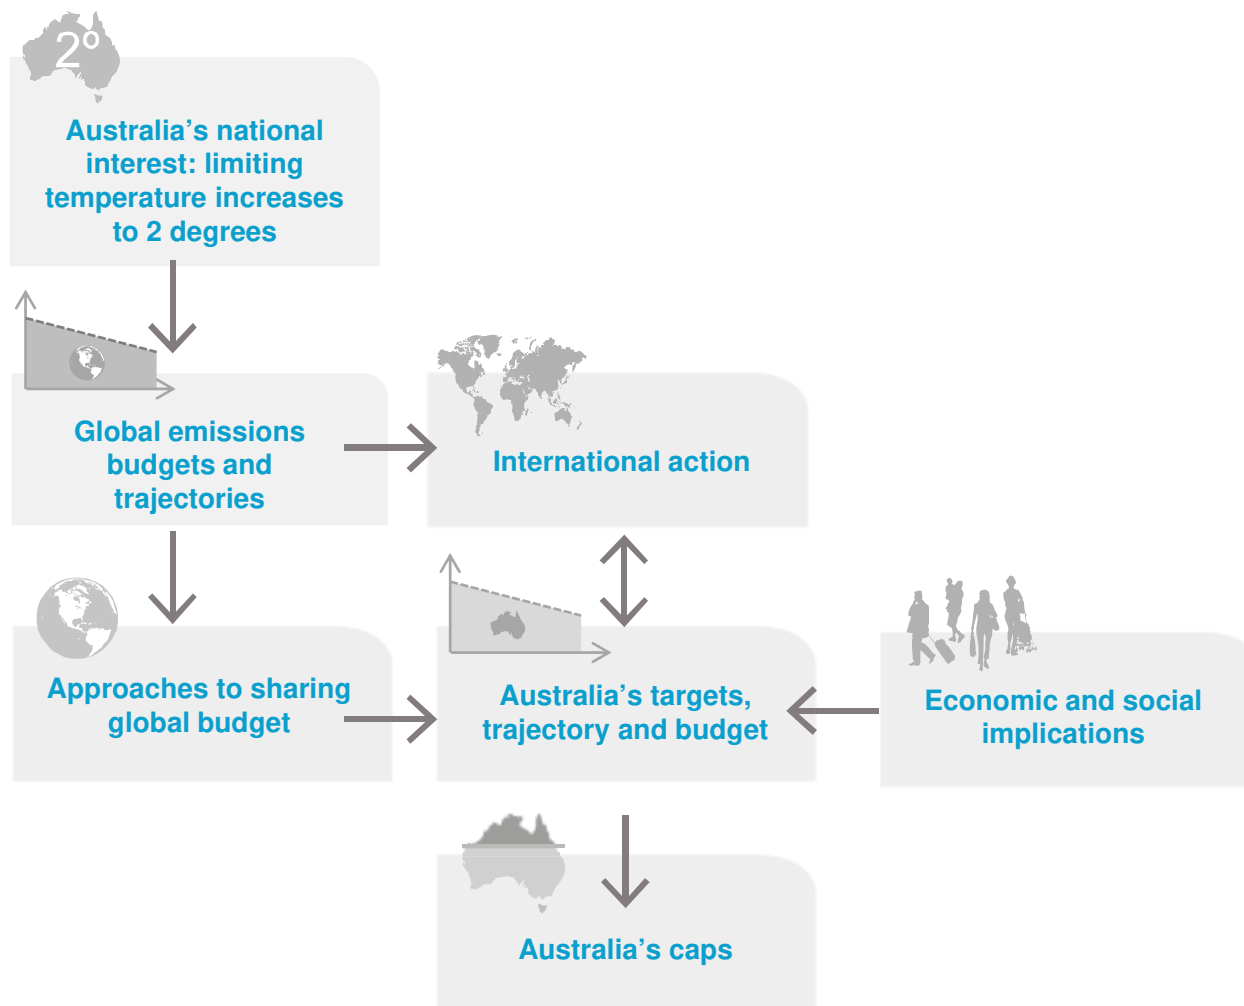 2º
Australia’s national
interest: limiting
temperature increases
to 2 degrees
Global emissions
budgets and
trajectories
International action
Approaches to sharing
global budget
Australia’s targets,
trajectory and budget
Economic and social
implications
Australia’s caps